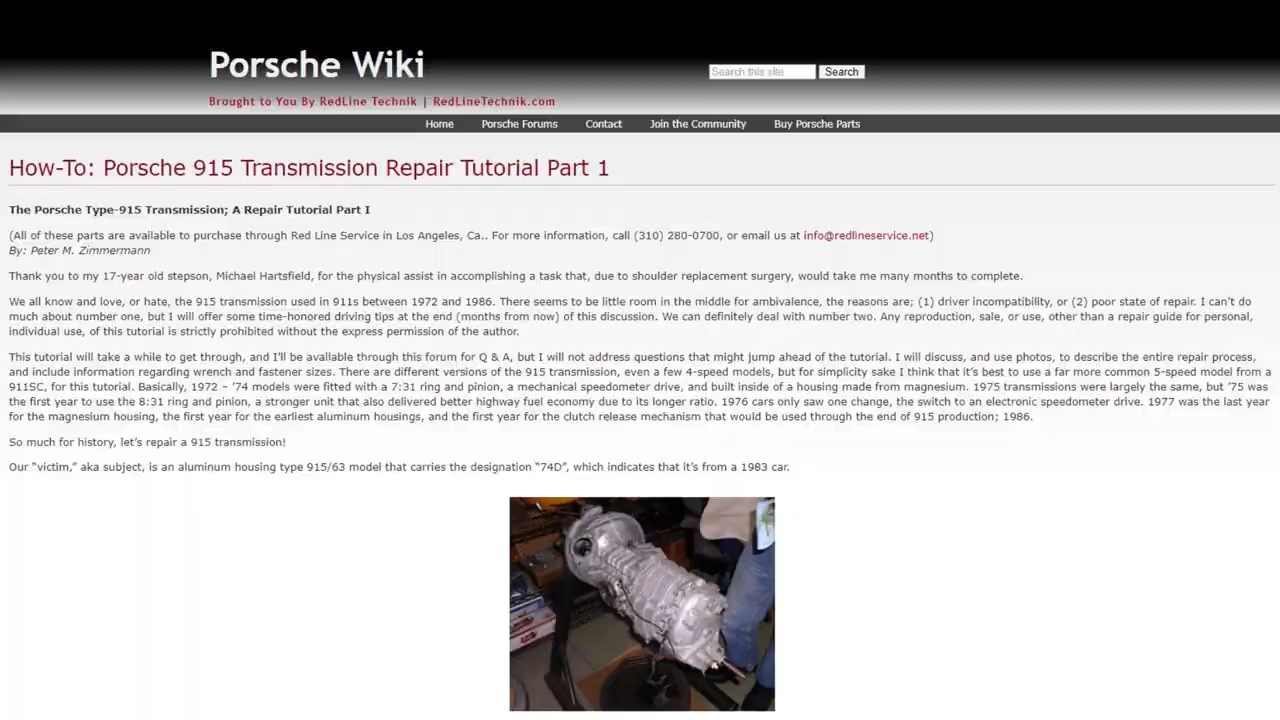 Porsche Wiki
Search this site
Search
Brought to You By RedLine Technik | RedLineTechnik.com
Home
Porsche Forums
Contact
Join the Community
Buy Porsche Parts
How-To: Porsche 915 Transmission Repair Tutorial Part 1
The Porsche Type-915 Transmission; A Repair Tutorial Part I
(All of these parts are available to purchase through Red Line Service in Los Angeles, Ca.. For more information, call (310) 280-0700, or email us at info@redlineservice.net)
By: Peter M. Zimmermann
Thank you to my 17-year old stepson, Michael Hartsfield, for the physical assist in accomplishing a task that, due to shoulder replacement surgery, would take me many months to complete.
We all know and love, or hate, the 915 transmission used in 911s between 1972 and 1986. There seems to be little room in the middle for ambivalence, the reasons are; (1) driver incompatibility, or (2) poor state of repair. I can't do
much about number one, but I will offer some time-honored driving tips at the end (months from now) of this discussion. We can definitely deal with number two. Any reproduction, sale, or use, other than a repair guide for personal,
individual use, of this tutorial is strictly prohibited without the express permission of the author.
This tutorial will take a while to get through, and I'll be available through this forum for Q & A, but I will not address questions that might jump ahead of the tutorial. I will discuss, and use photos, to describe the entire repair process,
and include information regarding wrench and fastener sizes. There are different versions of the 915 transmission, even a few 4-speed models, but for simplicity sake I think that it's best to use a far more common 5-speed model from a
911SC, for this tutorial. Basically, 1972 – '74 models were fitted with a 7:31 ring and pinion, a mechanical speedometer drive, and built inside of a housing made from magnesium. 1975 transmissions were largely the same, but '75 was
the first year to use the 8:31 ring and pinion, a stronger unit that also delivered better highway fuel economy due to its longer ratio. 1976 cars only saw one change, the switch to an electronic speedometer drive. 1977 was the last year
for the magnesium housing, the first year for the earliest aluminum housings, and the first year for the clutch release mechanism that would be used through the end of 915 production; 1986.
So much for history, let's repair a 915 transmission!
Our “victim,” aka subject, is an aluminum housing type 915/63 model that carries the designation “74D”, which indicates that it's from a 1983 car.